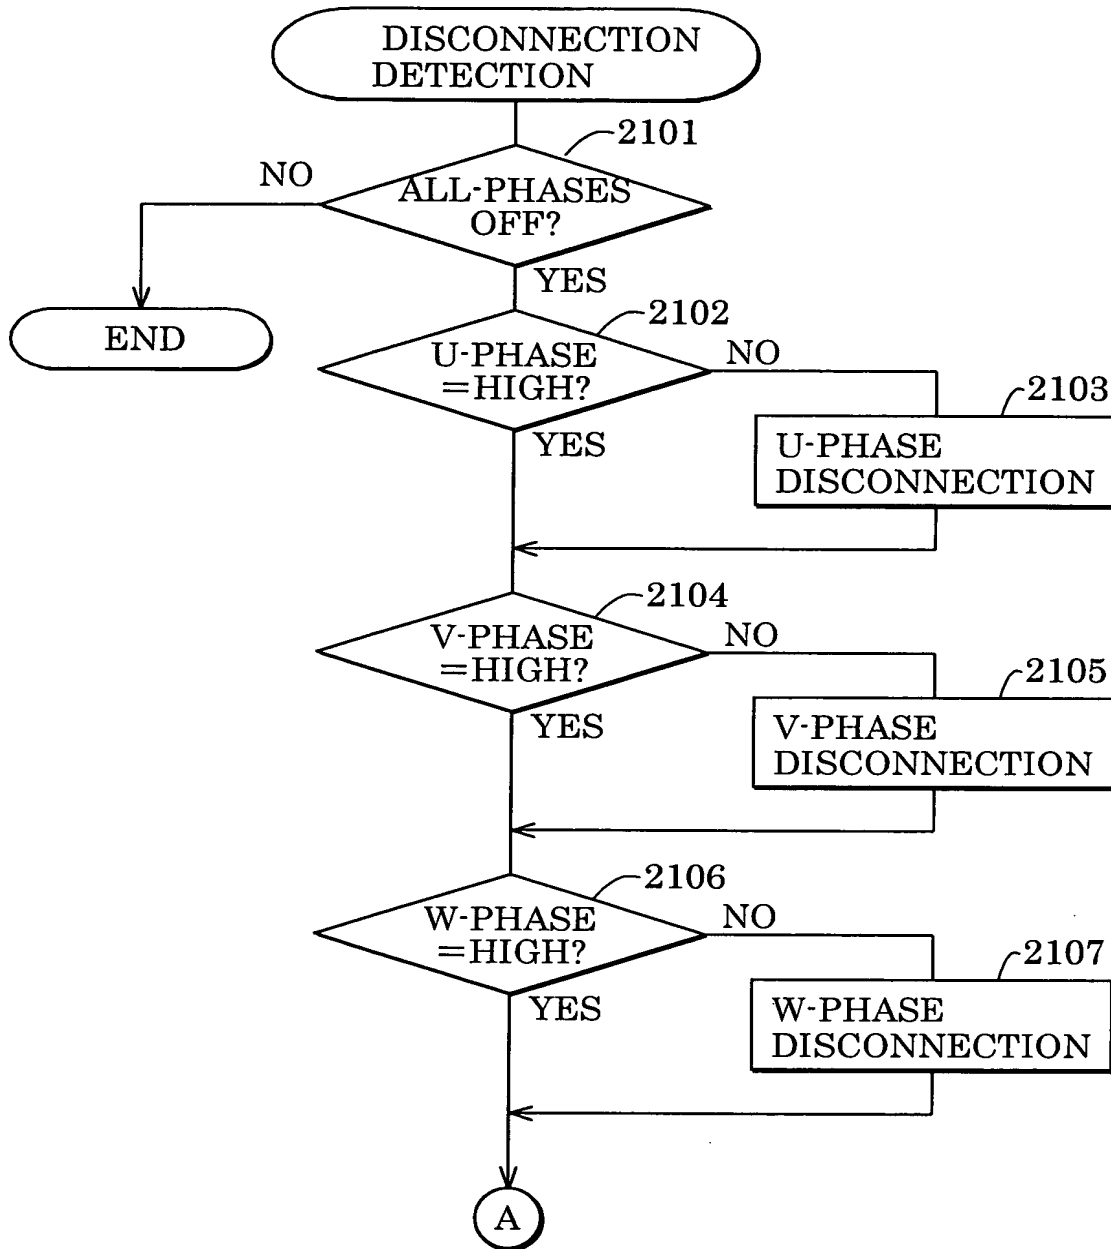 DISCONNECTION
DETECTION
2101
NO
ALL-PHASES
OFF?
YES
END
2102
U-PHASE
=HIGH?
NO
2103
YES
U-PHASE
DISCONNECTION
2104
V-PHASE
=HIGH?
NO
2105
YES
V-PHASE
DISCONNECTION
2106
W-PHASE
=HIGH?
NO
2107
YES
W-PHASE
DISCONNECTION
A